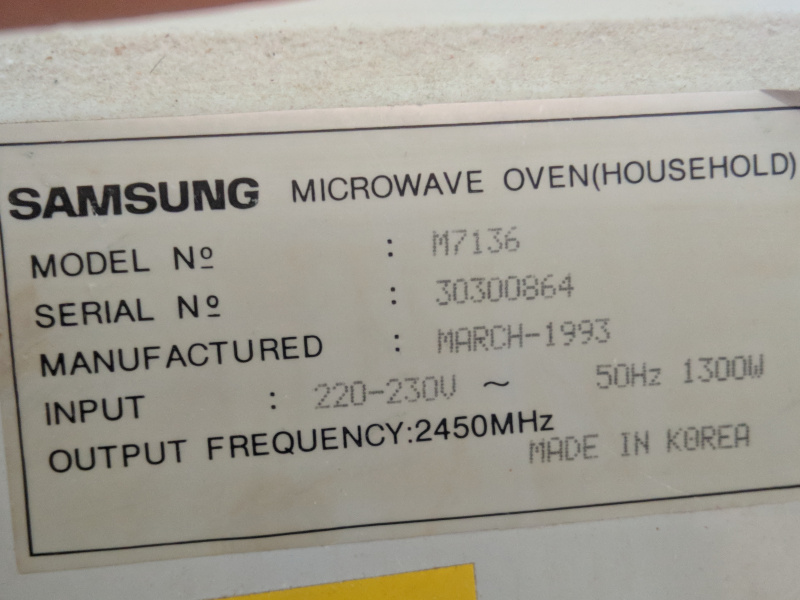 SAMSUNG MICROWAVE OVEN(HOUSEHOLD)
MODEL Nº : M7136
SERIAL Nº : 30300864
MANUFACTURED : MARCH-1993
INPUT : 220-230V ~ 50Hz 1300W
OUTPUT FREQUENCY:2450MHz
MADE IN KOREA